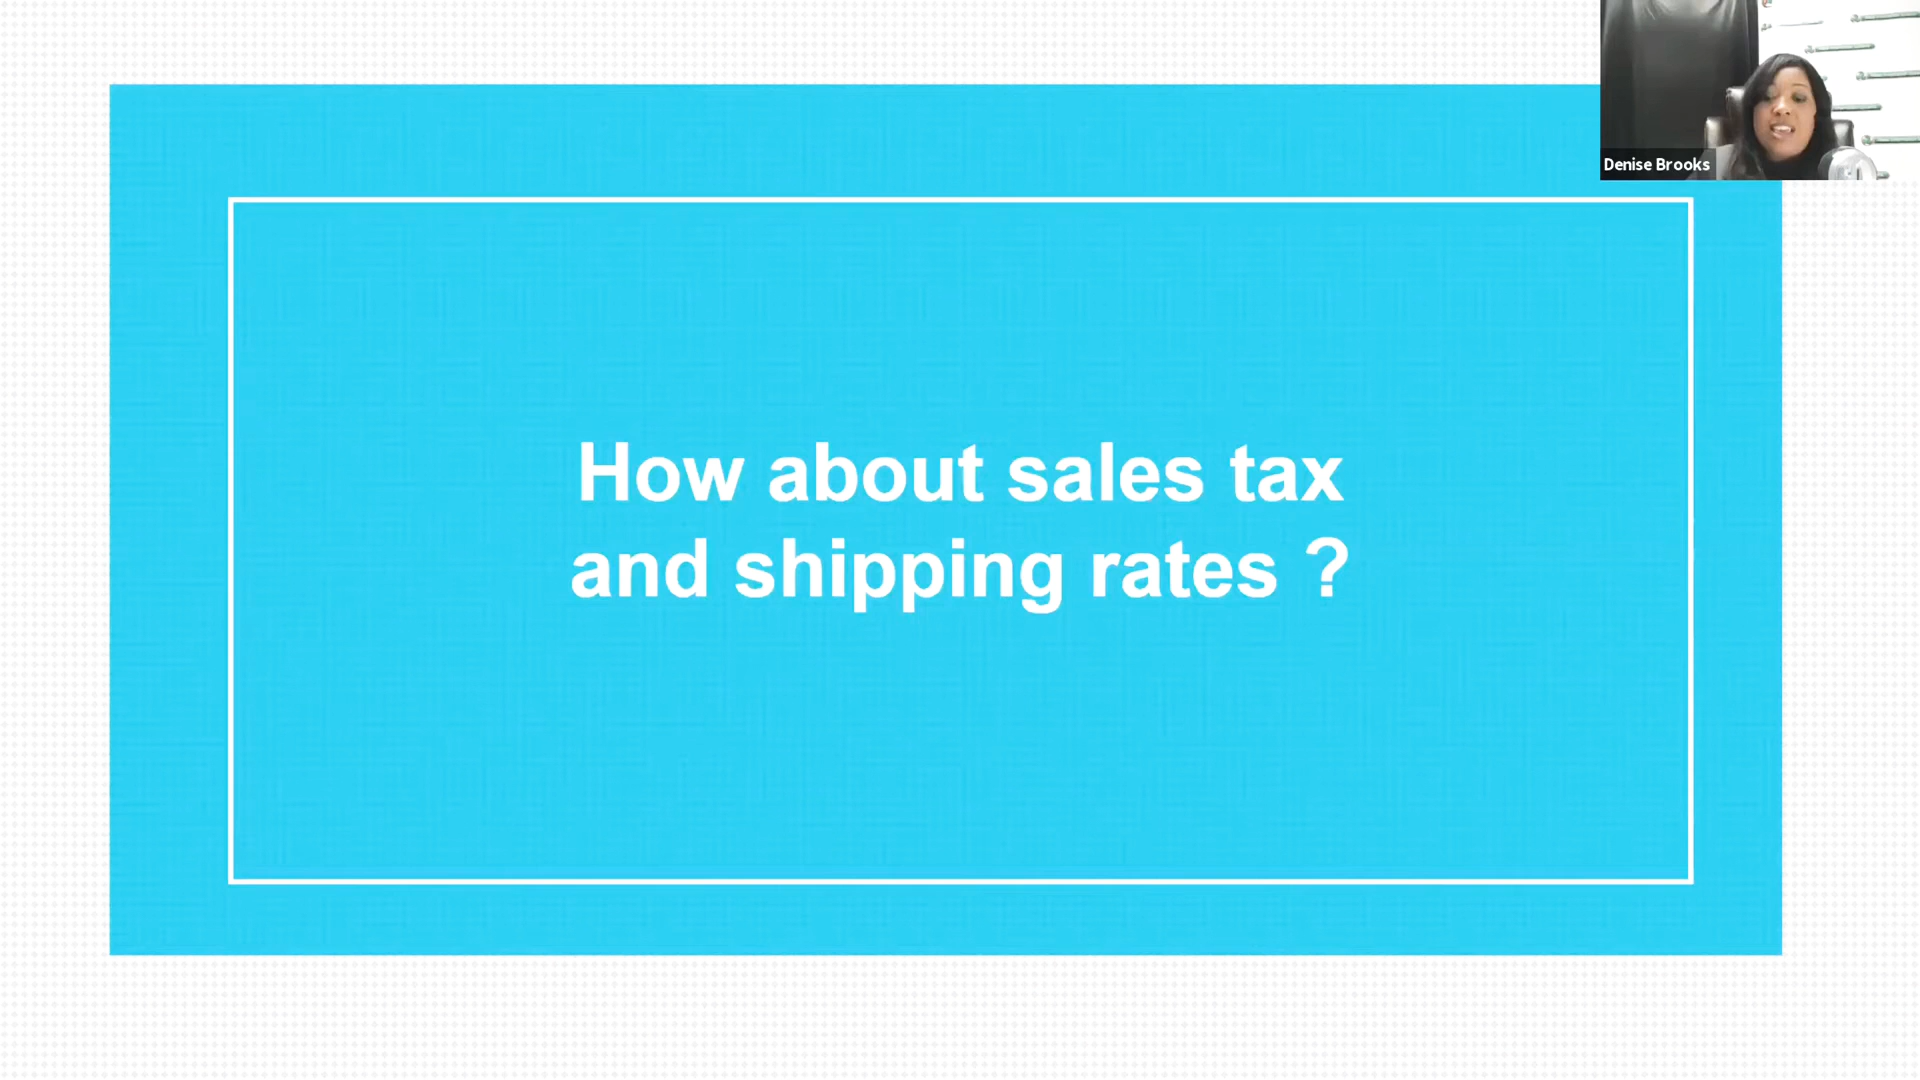 Denise Brooks
How about sales tax
and shipping rates ?